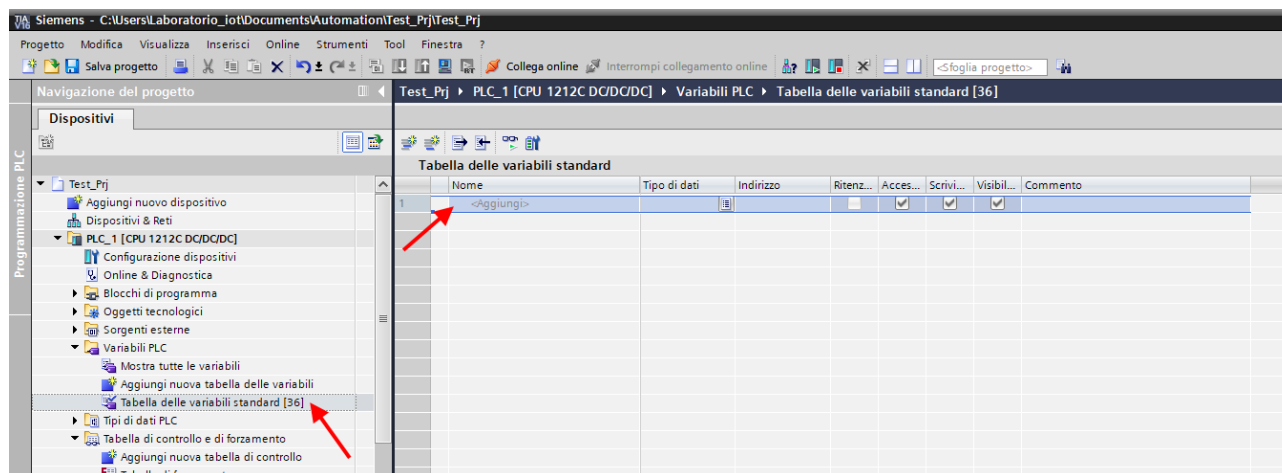 Siemens - C:\Users\Laboratorio_iot\Documents\Automation\Test_Prj\Test_Prj
Progetto Modifica Visualizza Inserisci Online Strumenti Tool Finestra ?
Salva progetto Collega online Interrompi collegamento online <Sfoglia progetto>
Navigazione del progetto
Test_Prj ▸ PLC_1 [CPU 1212C DC/DC/DC] ▸ Variabili PLC ▸ Tabella delle variabili standard [36]
Dispositivi
Programmazione PLC
Tabella delle variabili standard
Nome Tipo di dati Indirizzo Ritenz... Acces... Scrivi... Visibil... Commento
1 <Aggiungi>
Test_Prj
Aggiungi nuovo dispositivo
Dispositivi & Reti
PLC_1 [CPU 1212C DC/DC/DC]
Configurazione dispositivi
Online & Diagnostica
Blocchi di programma
Oggetti tecnologici
Sorgenti esterne
Variabili PLC
Mostra tutte le variabili
Aggiungi nuova tabella delle variabili
Tabella delle variabili standard [36]
Tipi di dati PLC
Tabella di controllo e di forzamento
Aggiungi nuova tabella di controllo